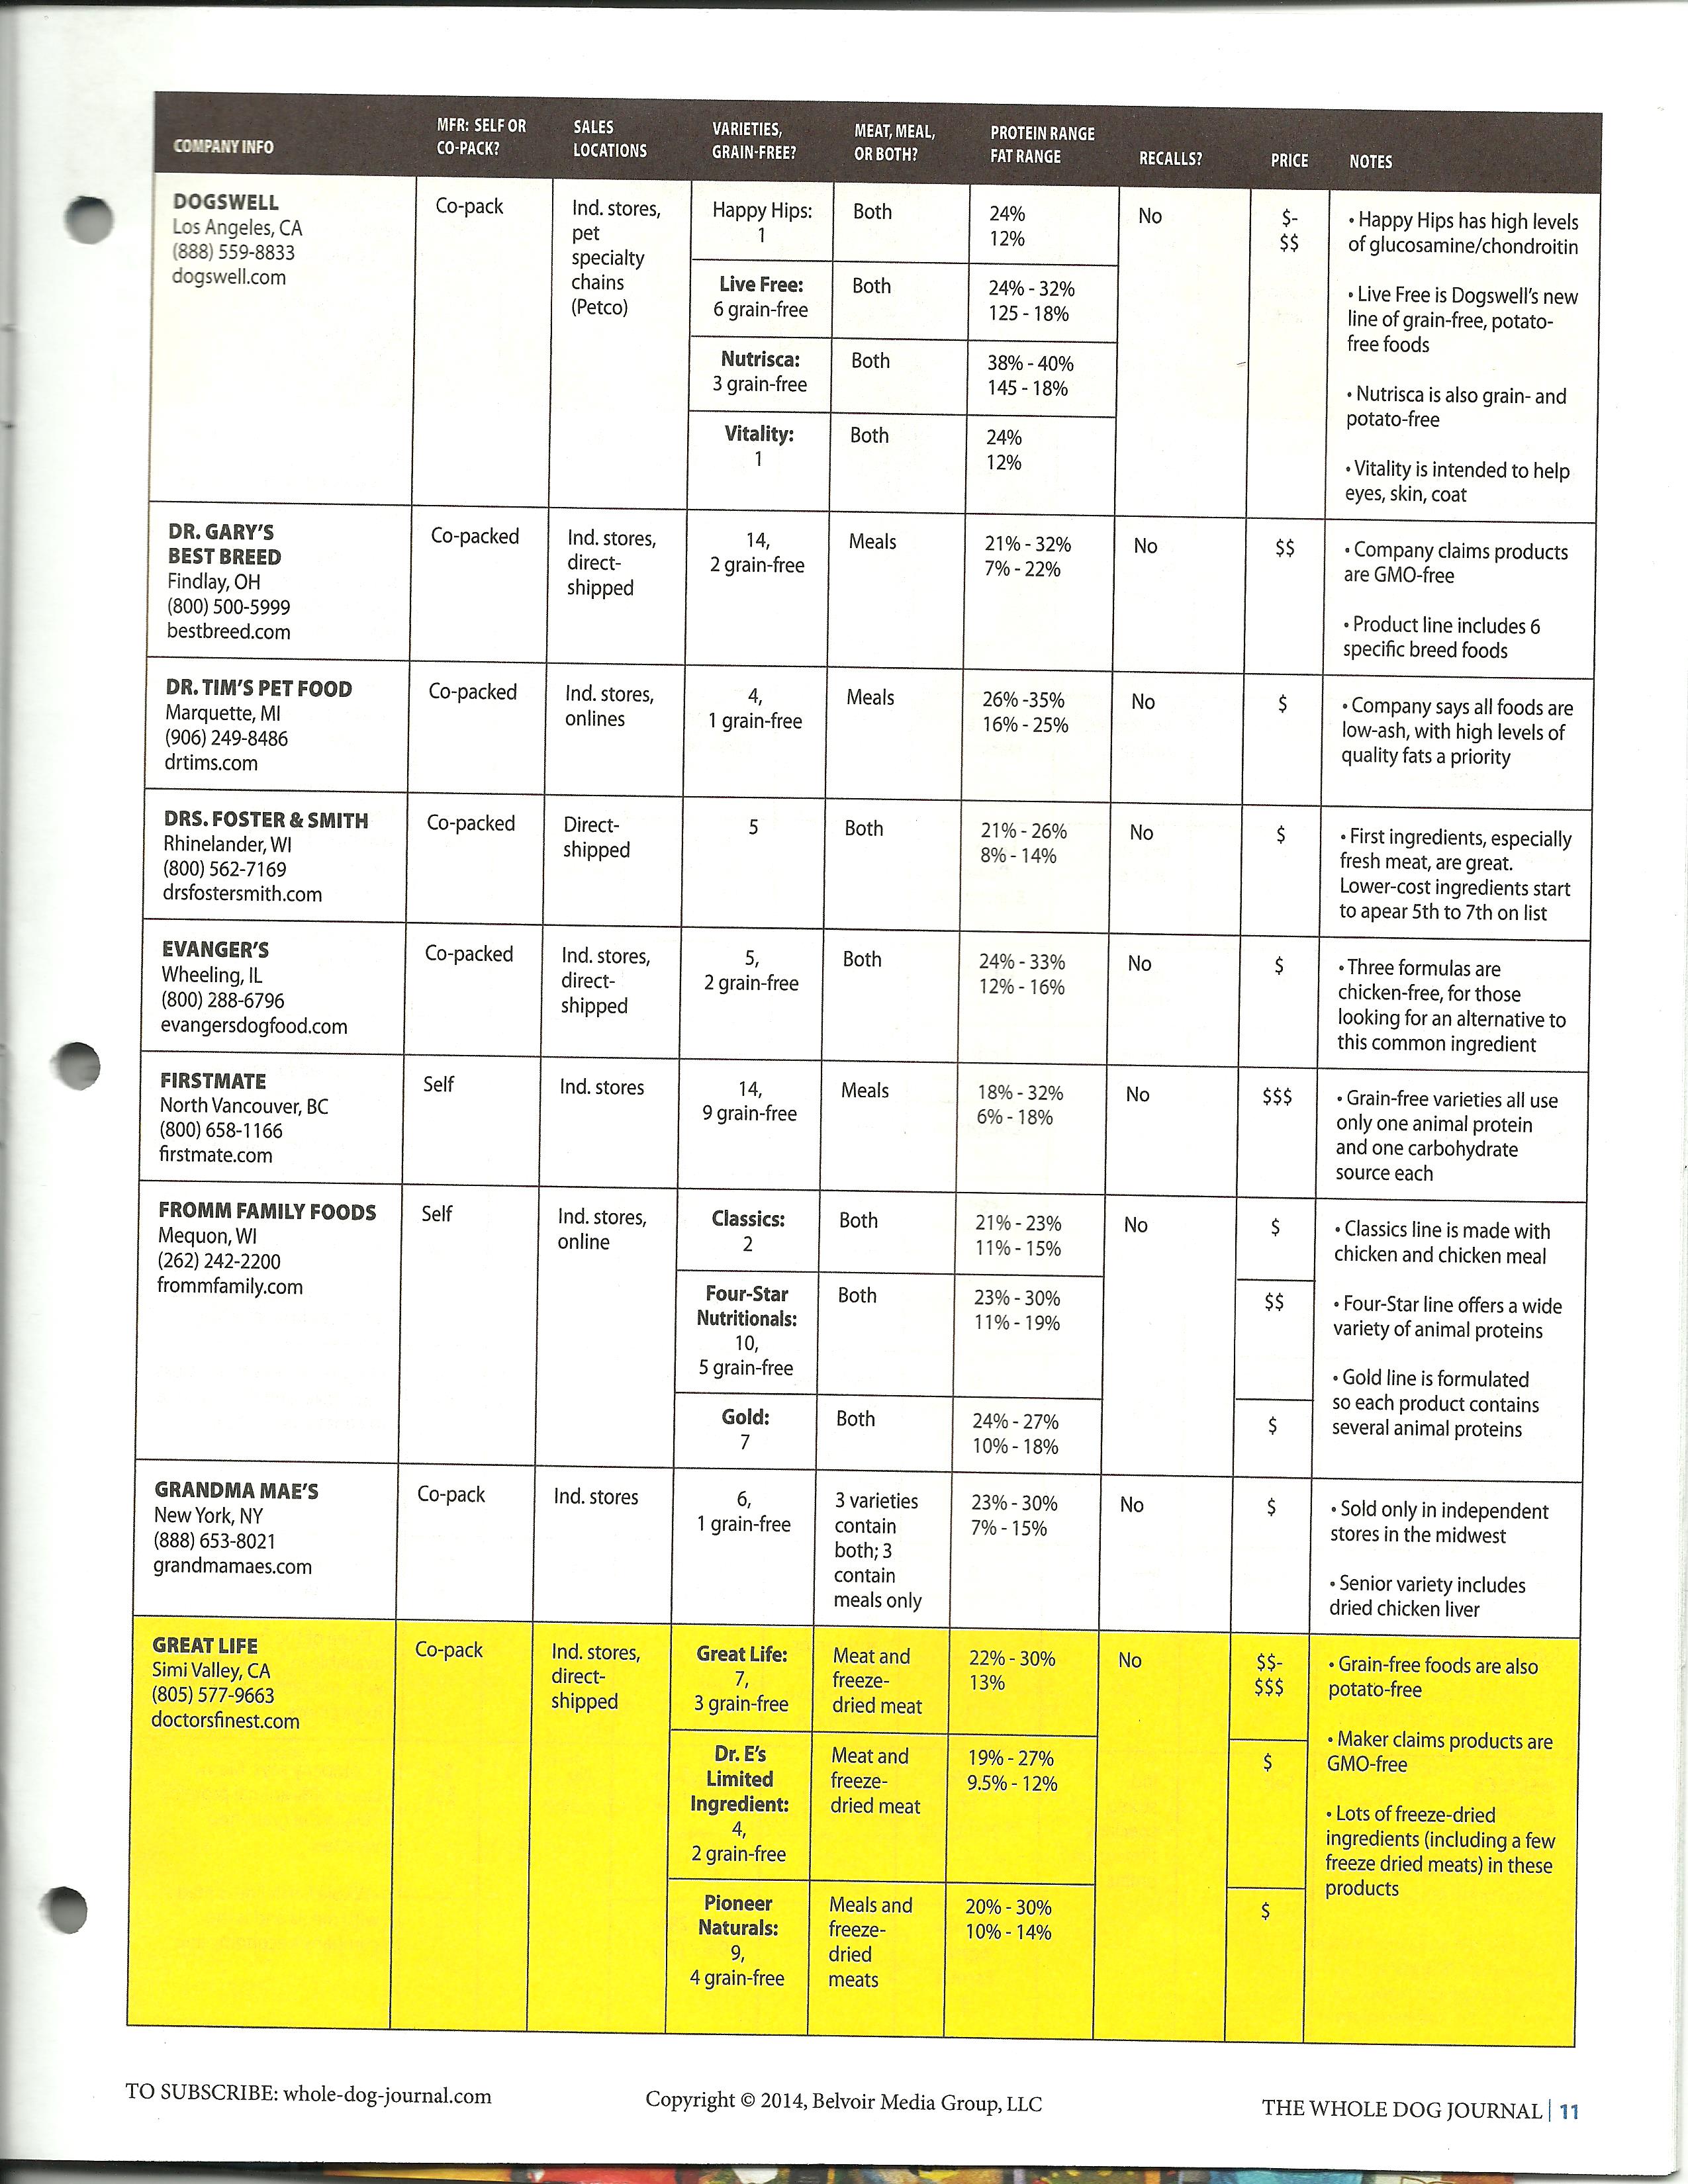 COMPANY INFO
MFR: SELF OR
CO-PACK?
SALES
LOCATIONS
VARIETIES,
GRAIN-FREE?
MEAT, MEAL,
OR BOTH?
PROTEIN RANGE
FAT RANGE
RECALLS?
PRICE
NOTES
DOGSWELL
Los Angeles, CA
(888) 559-8833
dogswell.com
Co-pack
Ind. stores,
pet
specialty
chains
(Petco)
Happy Hips:
1
Both
24%
12%
Live Free:
6 grain-free
Both
24% - 32%
125 - 18%
Nutrisca:
3 grain-free
Both
38% - 40%
145 - 18%
Vitality:
1
Both
24%
12%
No
$-
$$
• Happy Hips has high levels
of glucosamine/chondroitin
• Live Free is Dogswell's new
line of grain-free, potato-
free foods
• Nutrisca is also grain- and
potato-free
• Vitality is intended to help
eyes, skin, coat
DR. GARY'S
BEST BREED
Findlay, OH
(800) 500-5999
bestbreed.com
Co-packed
Ind. stores,
direct-
shipped
14,
2 grain-free
Meals
21% - 32%
7% - 22%
No
$$
• Company claims products
are GMO-free
• Product line includes 6
specific breed foods
DR. TIM'S PET FOOD
Marquette, MI
(906) 249-8486
drtims.com
Co-packed
Ind. stores,
onlines
4,
1 grain-free
Meals
26% -35%
16% - 25%
No
$
• Company says all foods are
low-ash, with high levels of
quality fats a priority
DRS. FOSTER & SMITH
Rhinelander, WI
(800) 562-7169
drsfostersmith.com
Co-packed
Direct-
shipped
5
Both
21% - 26%
8% - 14%
No
$
• First ingredients, especially
fresh meat, are great.
Lower-cost ingredients start
to apear 5th to 7th on list
EVANGER'S
Wheeling, IL
(800) 288-6796
evangersdogfood.com
Co-packed
Ind. stores,
direct-
shipped
5,
2 grain-free
Both
24% - 33%
12% - 16%
No
$
• Three formulas are
chicken-free, for those
looking for an alternative to
this common ingredient
FIRSTMATE
North Vancouver, BC
(800) 658-1166
firstmate.com
Self
Ind. stores
14,
9 grain-free
Meals
18% - 32%
6% - 18%
No
$$$
• Grain-free varieties all use
only one animal protein
and one carbohydrate
source each
FROMM FAMILY FOODS
Mequon, WI
(262) 242-2200
frommfamily.com
Self
Ind. stores,
online
Classics:
2
Both
21% - 23%
11% - 15%
No
$
Four-Star
Nutritionals:
10,
5 grain-free
Both
23% - 30%
11% - 19%
$$
Gold:
7
Both
24% - 27%
10% - 18%
$
• Classics line is made with
chicken and chicken meal
• Four-Star line offers a wide
variety of animal proteins
• Gold line is formulated
so each product contains
several animal proteins
GRANDMA MAE'S
New York, NY
(888) 653-8021
grandmamaes.com
Co-pack
Ind. stores
6,
1 grain-free
3 varieties
contain
both; 3
contain
meals only
23% - 30%
7% - 15%
No
$
• Sold only in independent
stores in the midwest
• Senior variety includes
dried chicken liver
GREAT LIFE
Simi Valley, CA
(805) 577-9663
doctorsfinest.com
Co-pack
Ind. stores,
direct-
shipped
Great Life:
7,
3 grain-free
Meat and
freeze-
dried meat
22% - 30%
13%
No
$$-
$$$
Dr. E's
Limited
Ingredient:
4,
2 grain-free
Meat and
freeze-
dried meat
19% - 27%
9.5% - 12%
$
Pioneer
Naturals:
9,
4 grain-free
Meals and
freeze-
dried
meats
20% - 30%
10% - 14%
$
• Grain-free foods are also
potato-free
• Maker claims products are
GMO-free
• Lots of freeze-dried
ingredients (including a few
freeze dried meats) in these
products
TO SUBSCRIBE: whole-dog-journal.com
Copyright © 2014, Belvoir Media Group, LLC
THE WHOLE DOG JOURNAL | 11